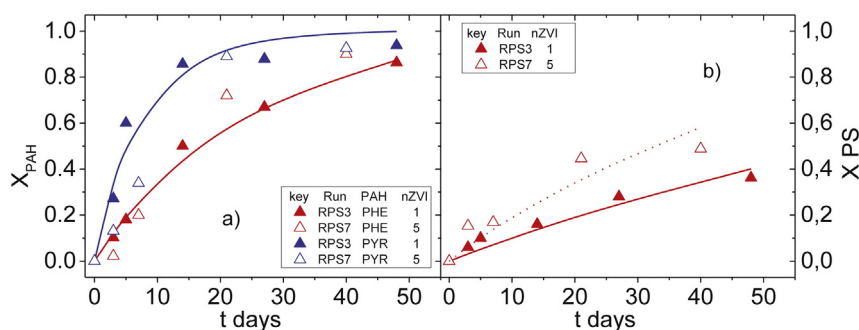 1,0
0,8
0,6
0,4
0,2
0,0
X PAH
0 10 20 30 40 50
t days
a)
key Run PAH nZVI
RPS3 PHE 1
RPS7 PHE 5
RPS3 PYR 1
RPS7 PYR 5
key Run nZVI
RPS3 1
RPS7 5
b)
0 10 20 30 40 50
t days
1,0
0,8
0,6
0,4
0,2
0,0
X PS